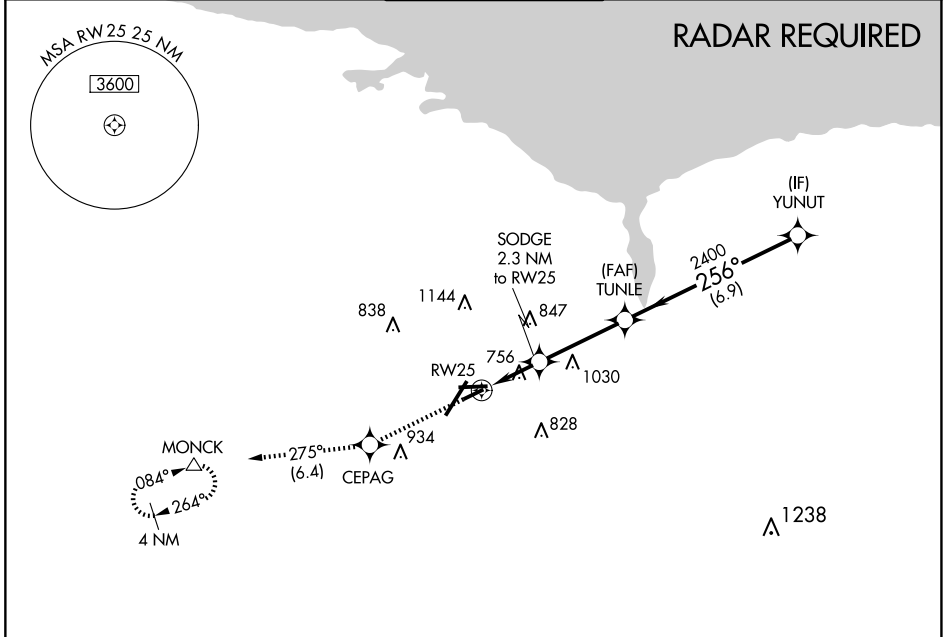 RADAR REQUIRED
MSA RW25 25 NM
3600
(IF)
YUNUT
SODGE
2.3 NM
to RW25
(FAF)
TUNLE
2400
256°
(6.9)
1144
838
847
756
RW25
1030
828
934
MONCK
275°
(6.4)
CEPAG
084°
264°
4 NM
1238